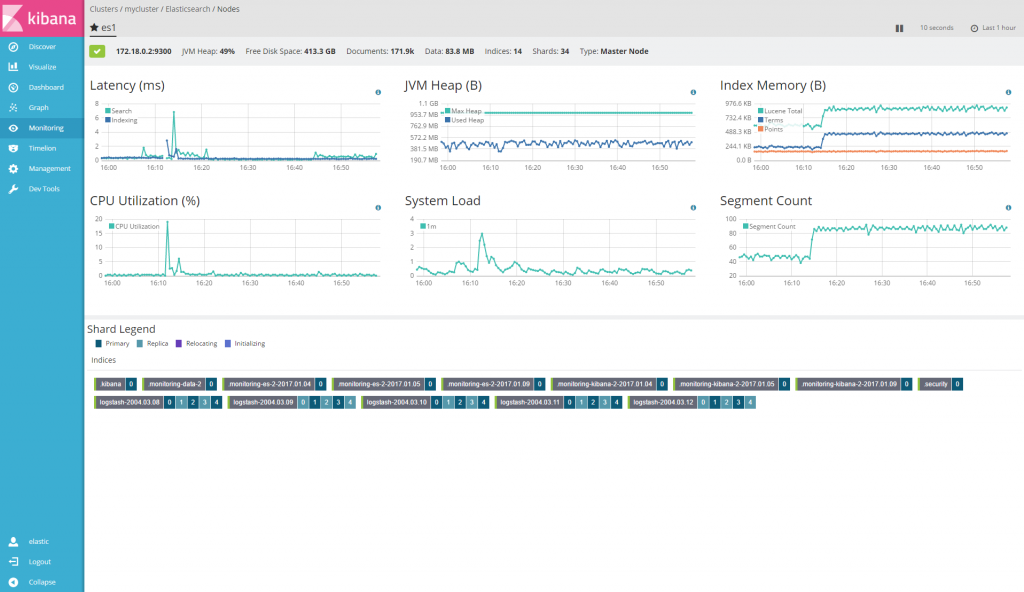 kibana
Discover
Visualize
Dashboard
Graph
Monitoring
Timelion
Management
Dev Tools
elastic
Logout
Collapse
Clusters / mycluster / Elasticsearch / Nodes
es1
10 seconds
Last 1 hour
172.18.0.2:9300 JVM Heap: 49% Free Disk Space: 413.3 GB Documents: 171.9k Data: 83.8 MB Indices: 14 Shards: 34 Type: Master Node
Latency (ms)
8
6
4
2
0
Search
Indexing
16:00 16:10 16:20 16:30 16:40 16:50
JVM Heap (B)
1.1 GB
953.7 MB
762.9 MB
572.2 MB
381.5 MB
190.7 MB
Max Heap
Used Heap
16:00 16:10 16:20 16:30 16:40 16:50
Index Memory (B)
976.6 KB
732.4 KB
488.3 KB
244.1 KB
0.0 B
Lucene Total
Terms
Points
16:00 16:10 16:20 16:30 16:40 16:50
CPU Utilization (%)
20
15
10
5
0
CPU Utilization
16:00 16:10 16:20 16:30 16:40 16:50
System Load
4
3
2
1
0
1m
16:00 16:10 16:20 16:30 16:40 16:50
Segment Count
100
80
60
40
20
Segment Count
16:00 16:10 16:20 16:30 16:40 16:50
Shard Legend
Primary Replica Relocating Initializing
Indices
.kibana 0 .monitoring-data-2 0 .monitoring-es-2-2017.01.04 0 .monitoring-es-2-2017.01.05 0 .monitoring-es-2-2017.01.09 0 .monitoring-kibana-2-2017.01.04 0 .monitoring-kibana-2-2017.01.05 0 .monitoring-kibana-2-2017.01.09 0 .security 0
logstash-2004.03.08 0 1 2 3 4 logstash-2004.03.09 0 1 2 3 4 logstash-2004.03.10 0 1 2 3 4 logstash-2004.03.11 0 1 2 3 4 logstash-2004.03.12 0 1 2 3 4